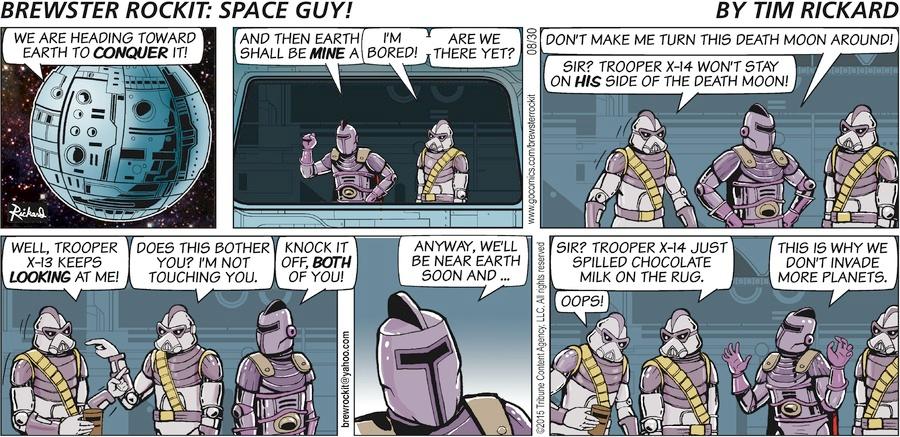 BREWSTER ROCKIT: SPACE GUY!
BY TIM RICKARD
WE ARE HEADING TOWARD
EARTH TO CONQUER IT!
Rickard
AND THEN EARTH
SHALL BE MINE A
I'M
BORED!
ARE WE
THERE YET?
08/30
www.gocomics.com/brewsterrockit
DON'T MAKE ME TURN THIS DEATH MOON AROUND!
SIR? TROOPER X-14 WON'T STAY
ON HIS SIDE OF THE DEATH MOON!
WELL, TROOPER
X-13 KEEPS
LOOKING AT ME!
DOES THIS BOTHER
YOU? I'M NOT
TOUCHING YOU.
KNOCK IT
OFF, BOTH
OF YOU!
brewrockit@yahoo.com
ANYWAY, WE'LL
BE NEAR EARTH
SOON AND ...
©2015 Tribune Content Agency, LLC, All rights reserved
SIR? TROOPER X-14 JUST
SPILLED CHOCOLATE
MILK ON THE RUG.
OOPS!
THIS IS WHY WE
DON'T INVADE
MORE PLANETS.